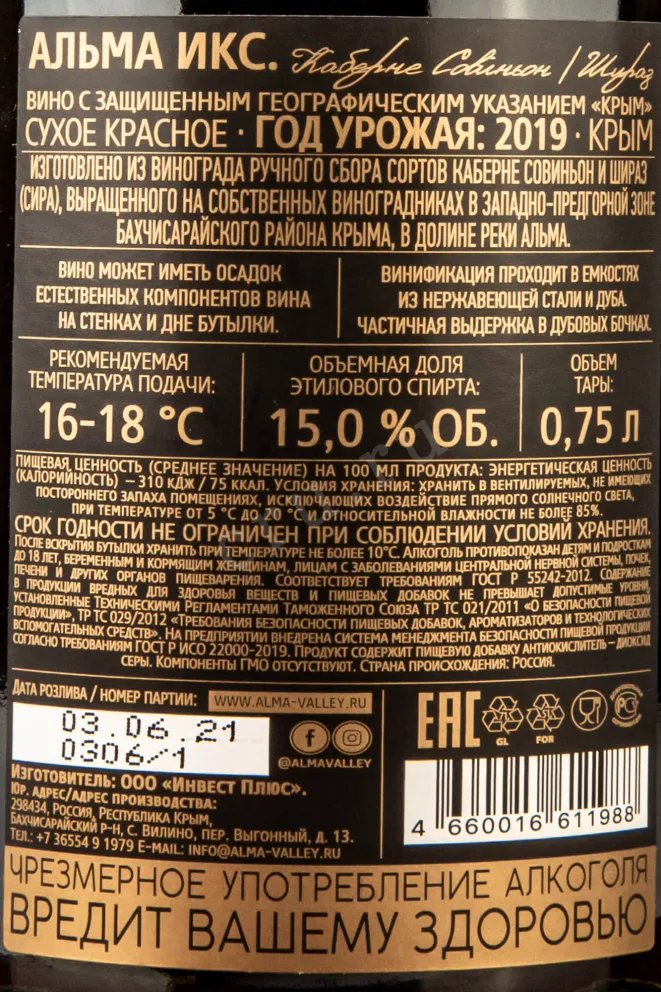 АЛЬМА ИКС. Каберне Совиньон / Шираз
ВИНО С ЗАЩИЩЕННЫМ ГЕОГРАФИЧЕСКИМ УКАЗАНИЕМ «КРЫМ»
СУХОЕ КРАСНОЕ · ГОД УРОЖАЯ: 2019 · КРЫМ
ИЗГОТОВЛЕНО ИЗ ВИНОГРАДА РУЧНОГО СБОРА СОРТОВ КАБЕРНЕ СОВИНЬОН И ШИРАЗ
(СИРА), ВЫРАЩЕННОГО НА СОБСТВЕННЫХ ВИНОГРАДНИКАХ В ЗАПАДНО-ПРЕДГОРНОЙ ЗОНЕ
БАХЧИСАРАЙСКОГО РАЙОНА КРЫМА, В ДОЛИНЕ РЕКИ АЛЬМА.
ВИНО МОЖЕТ ИМЕТЬ ОСАДОК
ЕСТЕСТВЕННЫХ КОМПОНЕНТОВ ВИНА
НА СТЕНКАХ И ДНЕ БУТЫЛКИ.
ВИНИФИКАЦИЯ ПРОХОДИТ В ЕМКОСТЯХ
ИЗ НЕРЖАВЕЮЩЕЙ СТАЛИ И ДУБА.
ЧАСТИЧНАЯ ВЫДЕРЖКА В ДУБОВЫХ БОЧКАХ.
РЕКОМЕНДУЕМАЯ
ТЕМПЕРАТУРА ПОДАЧИ:
16-18 °С
ОБЪЕМНАЯ ДОЛЯ
ЭТИЛОВОГО СПИРТА:
15,0 % ОБ.
ОБЪЕМ
ТАРЫ:
0,75 Л
ПИЩЕВАЯ ЦЕННОСТЬ (СРЕДНЕЕ ЗНАЧЕНИЕ) НА 100 МЛ ПРОДУКТА: ЭНЕРГЕТИЧЕСКАЯ ЦЕННОСТЬ
(КАЛОРИЙНОСТЬ) – 310 КДЖ / 75 ККАЛ. УСЛОВИЯ ХРАНЕНИЯ: ХРАНИТЬ В ВЕНТИЛИРУЕМЫХ, НЕ ИМЕЮЩИХ
ПОСТОРОННЕГО ЗАПАХА ПОМЕЩЕНИЯХ, ИСКЛЮЧАЮЩИХ ВОЗДЕЙСТВИЕ ПРЯМОГО СОЛНЕЧНОГО СВЕТА,
ПРИ ТЕМПЕРАТУРЕ ОТ 5 °С ДО 20 °С И ОТНОСИТЕЛЬНОЙ ВЛАЖНОСТИ НЕ БОЛЕЕ 85%.
СРОК ГОДНОСТИ НЕ ОГРАНИЧЕН ПРИ СОБЛЮДЕНИИ УСЛОВИЙ ХРАНЕНИЯ.
ПОСЛЕ ВСКРЫТИЯ БУТЫЛКИ ХРАНИТЬ ПРИ ТЕМПЕРАТУРЕ НЕ БОЛЕЕ 10°С. АЛКОГОЛЬ ПРОТИВОПОКАЗАН ДЕТЯМ И ПОДРОСТКАМ
ДО 18 ЛЕТ, БЕРЕМЕННЫМ И КОРМЯЩИМ ЖЕНЩИНАМ, ЛИЦАМ С ЗАБОЛЕВАНИЯМИ ЦЕНТРАЛЬНОЙ НЕРВНОЙ СИСТЕМЫ, ПОЧЕК,
ПЕЧЕНИ И ДРУГИХ ОРГАНОВ ПИЩЕВАРЕНИЯ. СООТВЕТСТВУЕТ ТРЕБОВАНИЯМ ГОСТ Р 55242-2012. СОДЕРЖАНИЕ
В ПРОДУКЦИИ ВРЕДНЫХ ДЛЯ ЗДОРОВЬЯ ВЕЩЕСТВ И ПИЩЕВЫХ ДОБАВОК НЕ ПРЕВЫШАЕТ ДОПУСТИМЫЕ УРОВНИ,
УСТАНОВЛЕННЫЕ ТЕХНИЧЕСКИМИ РЕГЛАМЕНТАМИ ТАМОЖЕННОГО СОЮЗА ТР ТС 021/2011 «О БЕЗОПАСНОСТИ ПИЩЕВОЙ
ПРОДУКЦИИ», ТР ТС 029/2012 «ТРЕБОВАНИЯ БЕЗОПАСНОСТИ ПИЩЕВЫХ ДОБАВОК, АРОМАТИЗАТОРОВ И ТЕХНОЛОГИЧЕСКИХ
ВСПОМОГАТЕЛЬНЫХ СРЕДСТВ». НА ПРЕДПРИЯТИИ ВНЕДРЕНА СИСТЕМА МЕНЕДЖМЕНТА БЕЗОПАСНОСТИ ПИЩЕВОЙ ПРОДУКЦИИ
СОГЛАСНО ТРЕБОВАНИЯМ ГОСТ Р ИСО 22000-2019. ПРОДУКТ СОДЕРЖИТ ПИЩЕВУЮ ДОБАВКУ АНТИОКИСЛИТЕЛЬ – ДИОКСИД
СЕРЫ. КОМПОНЕНТЫ ГМО ОТСУТСТВУЮТ. СТРАНА ПРОИСХОЖДЕНИЯ: РОССИЯ.
ДАТА РОЗЛИВА / НОМЕР ПАРТИИ:
03.06.21
0306/1
WWW.ALMA-VALLEY.RU
@ALMAVALLEY
ИЗГОТОВИТЕЛЬ: ООО «ИНВЕСТ ПЛЮС».
ЮР. АДРЕС/АДРЕС ПРОИЗВОДСТВА:
298434, РОССИЯ, РЕСПУБЛИКА КРЫМ,
БАХЧИСАРАЙСКИЙ Р-Н, С. ВИЛИНО, ПЕР. ВЫГОННЫЙ, Д. 13.
ТЕЛ.: +7 36554 9 1979 E-MAIL: INFO@ALMA-VALLEY.RU
EAC
GL
FOR
4 660016 611988
ЧРЕЗМЕРНОЕ УПОТРЕБЛЕНИЕ АЛКОГОЛЯ
ВРЕДИТ ВАШЕМУ ЗДОРОВЬЮ